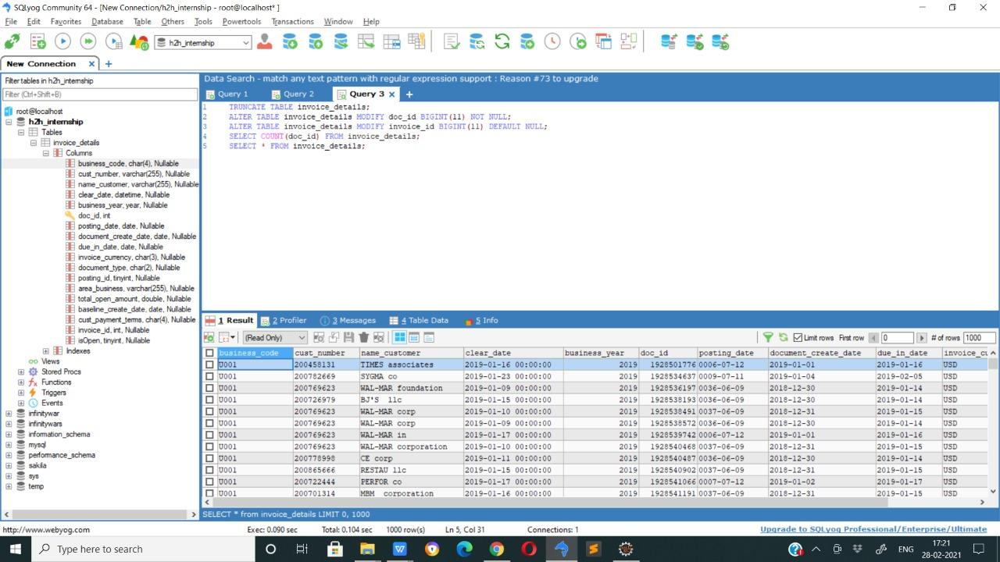 SQLyog Community 64 - [New Connection/h2h_internship - root@localhost* ]
File Edit Favorites Database Table Others Tools Powertools Transactions Window Help
h2h_internship
New Connection
Filter tables in h2h_internship
Filter (Ctrl+Shift+B)
root@localhost
h2h_internship
Tables
invoice_details
Columns
business_code, char(4), Nullable
cust_number, varchar(255), Nullable
name_customer, varchar(255), Nullable
clear_date, datetime, Nullable
business_year, year, Nullable
doc_id, int
posting_date, date, Nullable
document_create_date, date, Nullable
due_in_date, date, Nullable
invoice_currency, char(3), Nullable
document_type, char(2), Nullable
posting_id, tinyint, Nullable
area_business, varchar(255), Nullable
total_open_amount, double, Nullable
baseline_create_date, date, Nullable
cust_payment_terms, char(4), Nullable
invoice_id, int, Nullable
isOpen, tinyint, Nullable
Indexes
Views
Stored Procs
Functions
Triggers
Events
infinitywar
infinitywars
information_schema
mysql
performance_schema
sakila
sys
temp
Data Search - match any text pattern with regular expression support : Reason #73 to upgrade
Query 1 Query 2 Query 3
1 TRUNCATE TABLE invoice_details;
2 ALTER TABLE invoice_details MODIFY doc_id BIGINT(11) NOT NULL;
3 ALTER TABLE invoice_details MODIFY invoice_id BIGINT(11) DEFAULT NULL;
4 SELECT COUNT(doc_id) FROM invoice_details;
5 SELECT * FROM invoice_details;
1 Result 2 Profiler 3 Messages 4 Table Data 5 Info
(Read Only) Limit rows First row 0 # of rows 1000
business_code cust_number name_customer clear_date business_year doc_id posting_date document_create_date due_in_date invoice_cu
U001 200458131 TIMES associates 2019-01-16 00:00:00 2019 1928501776 0006-07-12 2019-01-01 2019-01-16 USD
U001 200782669 SYGMA co 2019-01-23 00:00:00 2019 1928534637 0009-07-11 2019-01-04 2019-02-05 USD
U001 200769623 WAL-MAR foundation 2019-01-09 00:00:00 2019 1928536197 0036-06-09 2018-12-30 2019-01-14 USD
U001 200726979 BJ'S  llc 2019-01-15 00:00:00 2019 1928538193 0036-06-09 2018-12-30 2019-01-14 USD
U001 200769623 WAL-MAR corp 2019-01-10 00:00:00 2019 1928538491 0037-06-09 2018-12-31 2019-01-15 USD
U001 200769623 WAL-MAR corp 2019-01-09 00:00:00 2019 1928538572 0036-06-09 2018-12-30 2019-01-14 USD
U001 200769623 WAL-MAR in 2019-01-17 00:00:00 2019 1928539742 0006-07-12 2019-01-01 2019-01-16 USD
U001 200769623 WAL-MAR corporation 2019-01-10 00:00:00 2019 1928540468 0037-06-09 2018-12-31 2019-01-15 USD
U001 200778998 CE corp 2019-01-11 00:00:00 2019 1928540487 0036-06-09 2018-12-30 2019-01-14 USD
U001 200865666 RESTAU llc 2019-01-15 00:00:00 2019 1928540902 0037-06-09 2018-12-31 2019-01-15 USD
U001 200722444 PERFOR co 2019-01-17 00:00:00 2019 1928541066 0007-07-12 2019-01-02 2019-01-17 USD
U001 200701314 MBM  corporation 2019-01-16 00:00:00 2019 1928541191 0037-06-09 2018-12-31 2019-01-15 USD
SELECT * from invoice_details LIMIT 0, 1000
http://www.webyog.com Exec: 0.090 sec Total: 0.104 sec 1000 row(s) Ln 5, Col 31 Connections: 1 Upgrade to SQLyog Professional/Enterprise/Ultimate
Type here to search ENG 17:21
28-02-2021